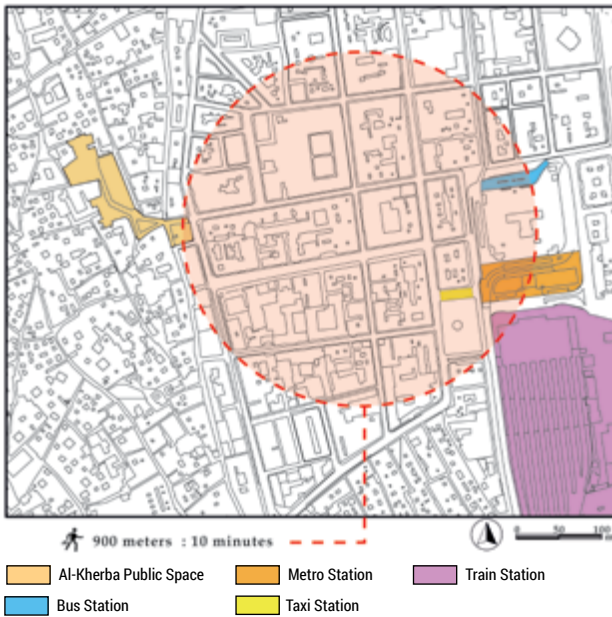 900 meters : 10 minutes
0 50 100
Al-Kherba Public Space
Metro Station
Train Station
Bus Station
Taxi Station